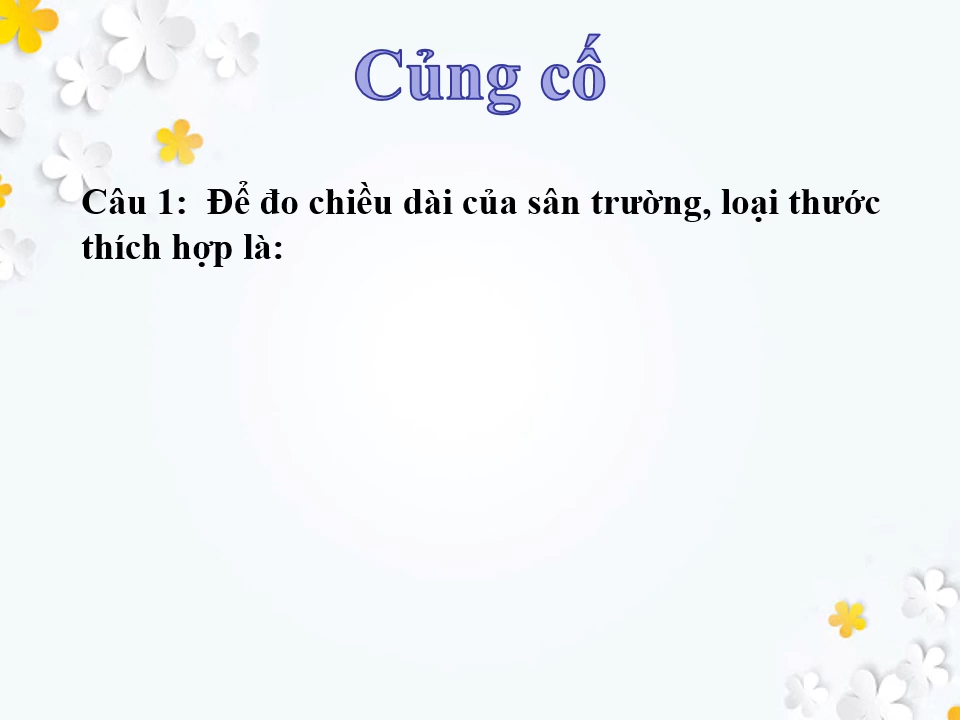 Củng cố
Câu 1: Để đo chiều dài của sân trường, loại thước
thích hợp là: